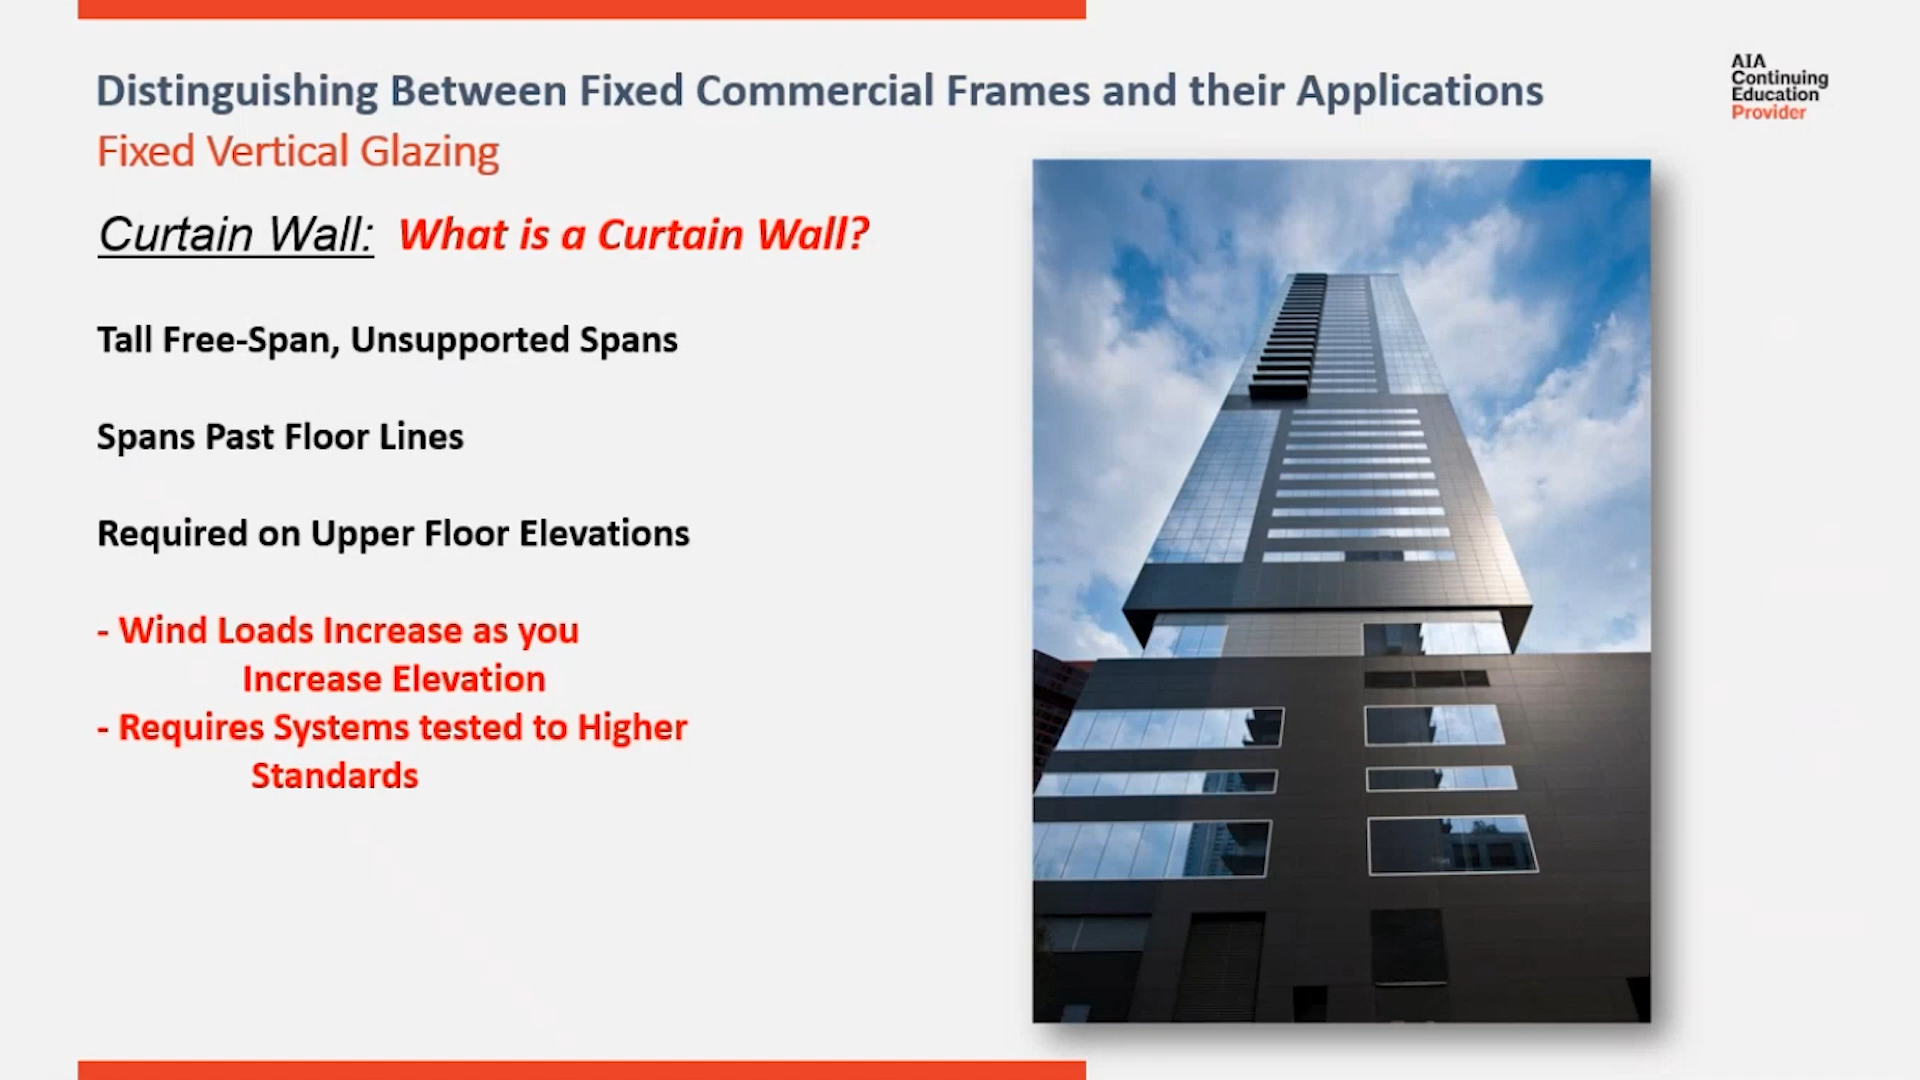 Distinguishing Between Fixed Commercial Frames and their Applications
Fixed Vertical Glazing
AIA
Continuing
Education
Provider
Curtain Wall: What is a Curtain Wall?
Tall Free-Span, Unsupported Spans
Spans Past Floor Lines
Required on Upper Floor Elevations
- Wind Loads Increase as you
Increase Elevation
- Requires Systems tested to Higher
Standards